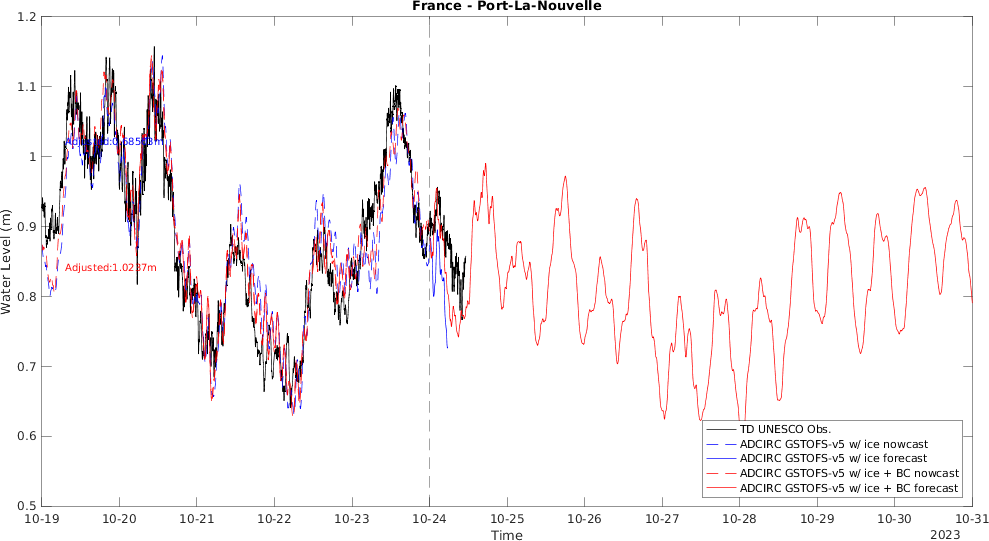 France - Port-La-Nouvelle
Water Level (m)
1.2
1.1
1
0.9
0.8
0.7
0.6
0.5
Adjusted:1.0237m
10-19
10-20
10-21
10-22
10-23
10-24
10-25
10-26
10-27
10-28
10-29
10-30
10-31
Time
2023
TD UNESCO Obs.
ADCIRC GSTOFS-v5 w/ ice nowcast
ADCIRC GSTOFS-v5 w/ ice forecast
ADCIRC GSTOFS-v5 w/ ice + BC nowcast
ADCIRC GSTOFS-v5 w/ ice + BC forecast